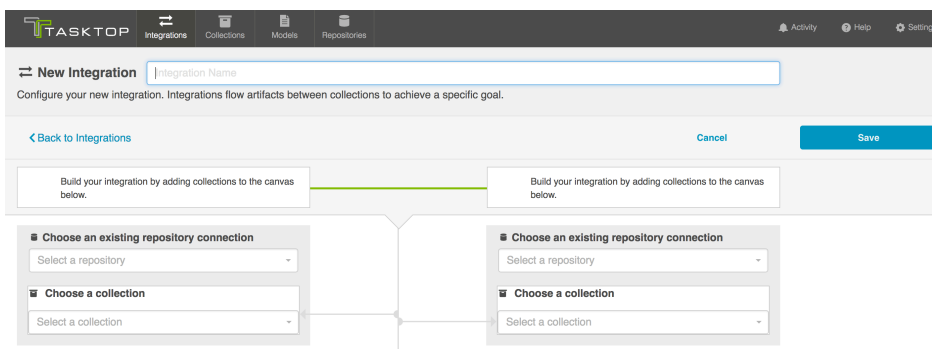 TASKTOP
Integrations
Collections
Models
Repositories
Activity
Help
Setting
New Integration
Integration Name
Configure your new integration. Integrations flow artifacts between collections to achieve a specific goal.
Back to Integrations
Cancel
Save
Build your integration by adding collections to the canvas
below.
Build your integration by adding collections to the canvas
below.
Choose an existing repository connection
Select a repository
Choose a collection
Select a collection
Choose an existing repository connection
Select a repository
Choose a collection
Select a collection